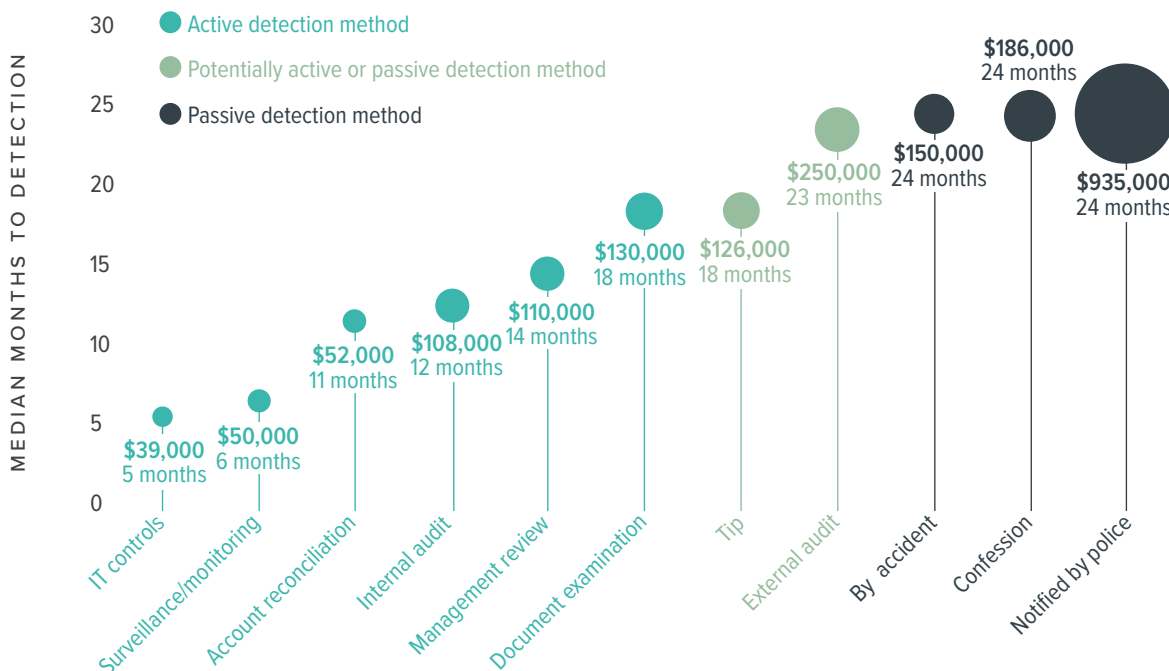 MEDIAN MONTHS TO DETECTION
30
25
20
15
10
5
0
Active detection method
Potentially active or passive detection method
Passive detection method
$39,000
5 months
$50,000
6 months
$52,000
11 months
$108,000
12 months
$110,000
14 months
$130,000
18 months
$126,000
18 months
$250,000
23 months
$150,000
24 months
$186,000
24 months
$935,000
24 months
IT controls
Surveillance/monitoring
Account reconciliation
Internal audit
Management review
Document examination
Tip
External audit
By accident
Confession
Notified by police